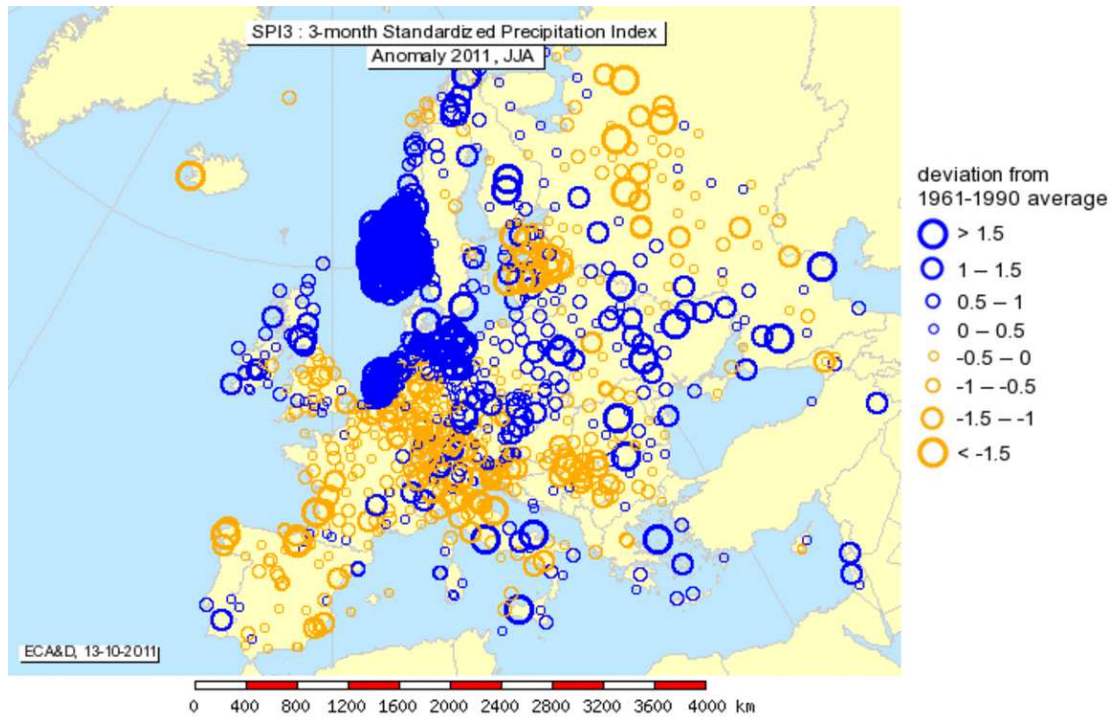 SPI3 : 3-month Standardized Precipitation Index
Anomaly 2011 , JJA
deviation from
1961-1990 average
> 1.5
1 – 1.5
0.5 – 1
0 – 0.5
-0.5 – 0
-1 – -0.5
-1.5 – -1
< -1.5
ECA&D, 13-10-2011
0 400 800 1200 1600 2000 2400 2800 3200 3600 4000 km